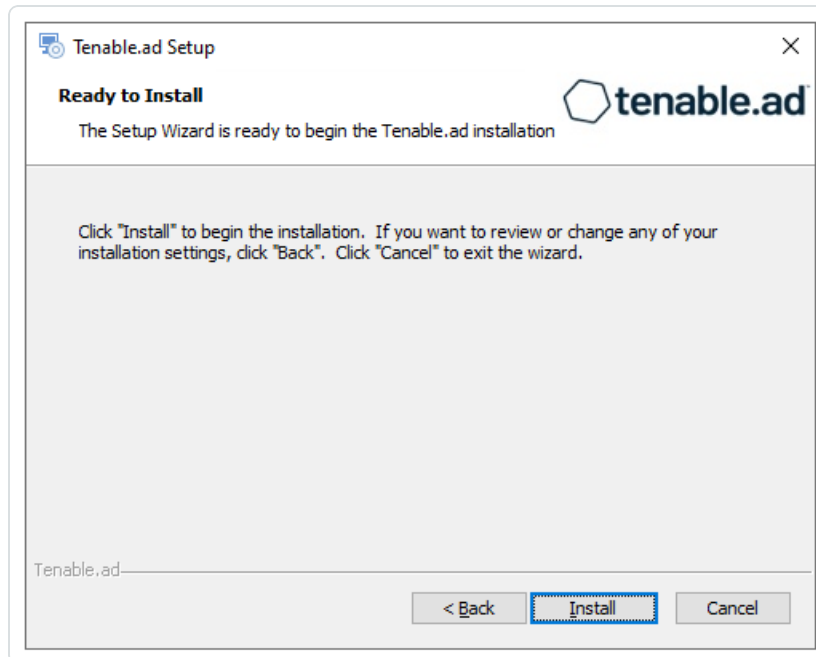 Tenable.ad Setup
Ready to Install
tenable.ad
The Setup Wizard is ready to begin the Tenable.ad installation
Click "Install" to begin the installation.  If you want to review or change any of your
installation settings, click "Back".  Click "Cancel" to exit the wizard.
Tenable.ad
< Back
Install
Cancel